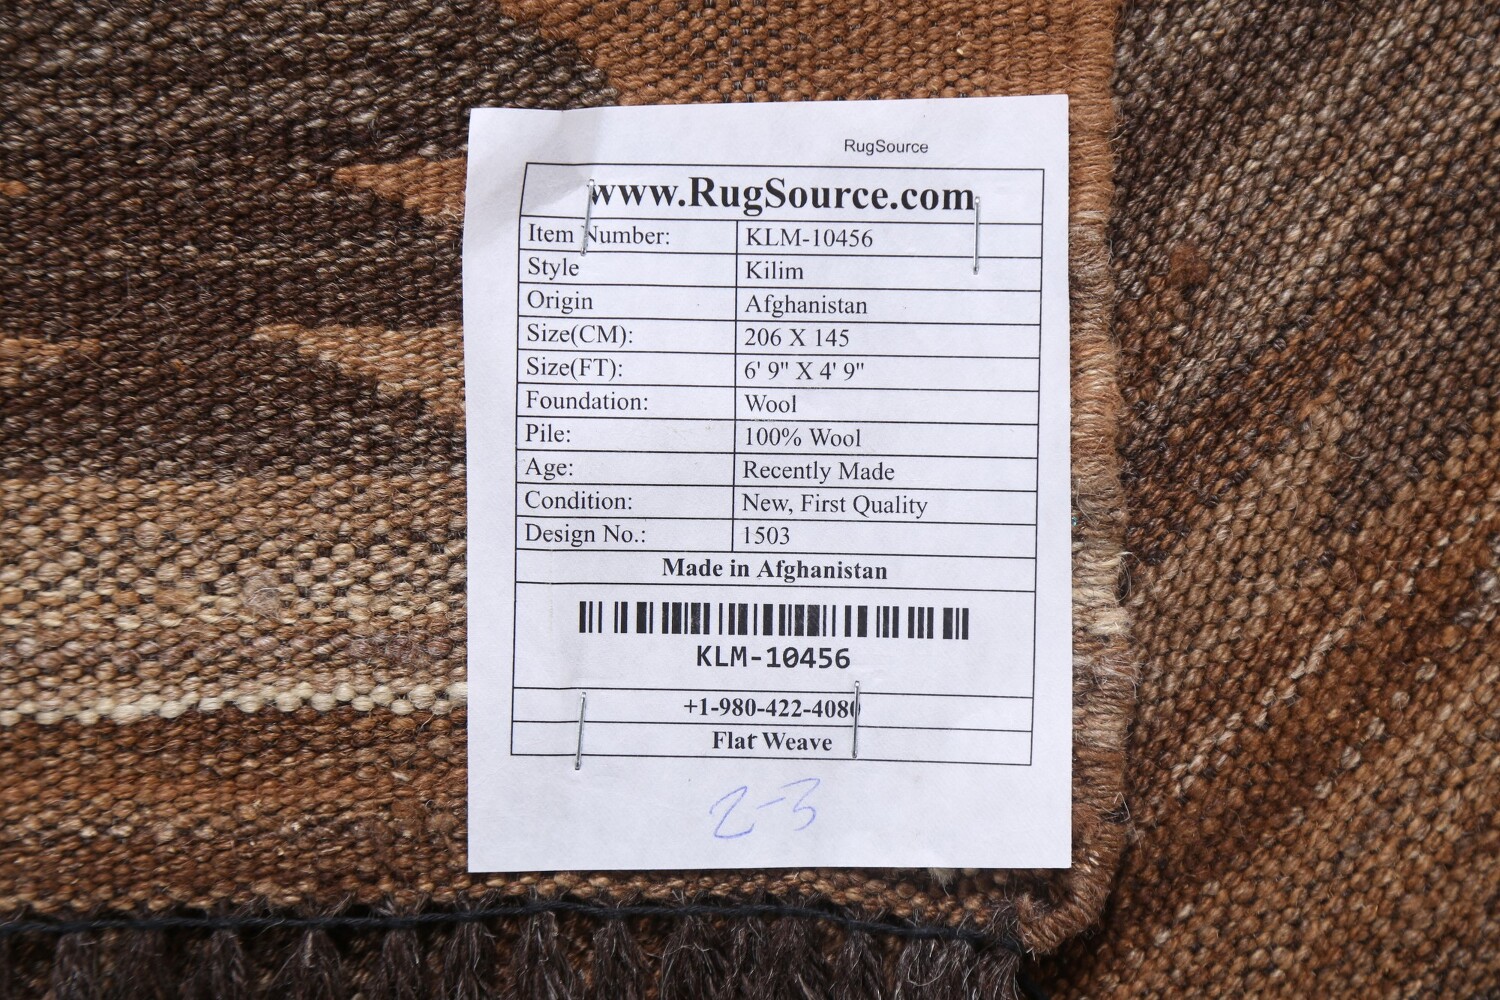 RugSource
www.RugSource.com
Item Number: KLM-10456
Style Kilim
Origin Afghanistan
Size(CM): 206 X 145
Size(FT): 6' 9" X 4' 9"
Foundation: Wool
Pile: 100% Wool
Age: Recently Made
Condition: New, First Quality
Design No.: 1503
Made in Afghanistan
KLM-10456
+1-980-422-4080
Flat Weave
2-3